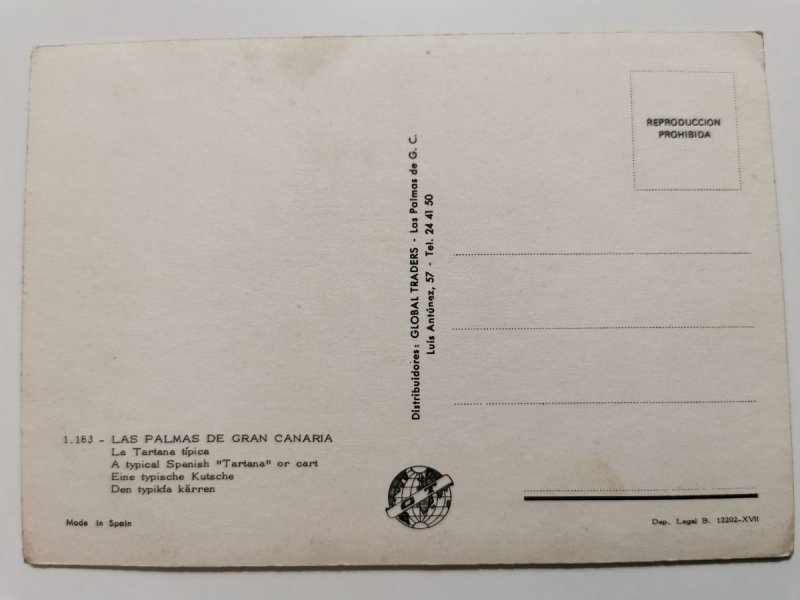 REPRODUCCION
PROHIBIDA
Distribuidores: GLOBAL TRADERS - Las Palmas de G. C.
Luis Antúnez, 57 - Tel. 24 41 50
1.183 - LAS PALMAS DE GRAN CANARIA
La Tartana típica
A typical Spanish "Tartana" or cart
Eine typische Kutsche
Den typikfa kärren
Made in Spain
Dep. Legal B. 12202-XVII